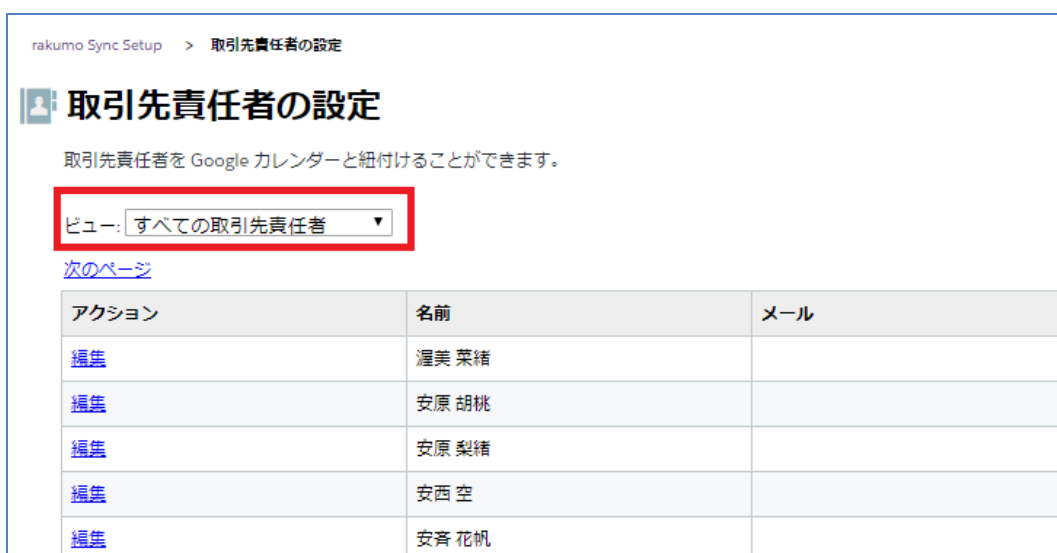 rakumo Sync Setup > 取引先責任者の設定
取引先責任者の設定
取引先責任者を Google カレンダーと紐付けることができます。
ビュー: すべての取引先責任者
次のページ
アクション 名前 メール
編集 渥美 菜緒
編集 安原 胡桃
編集 安原 梨緒
編集 安西 空
編集 安斉 花帆